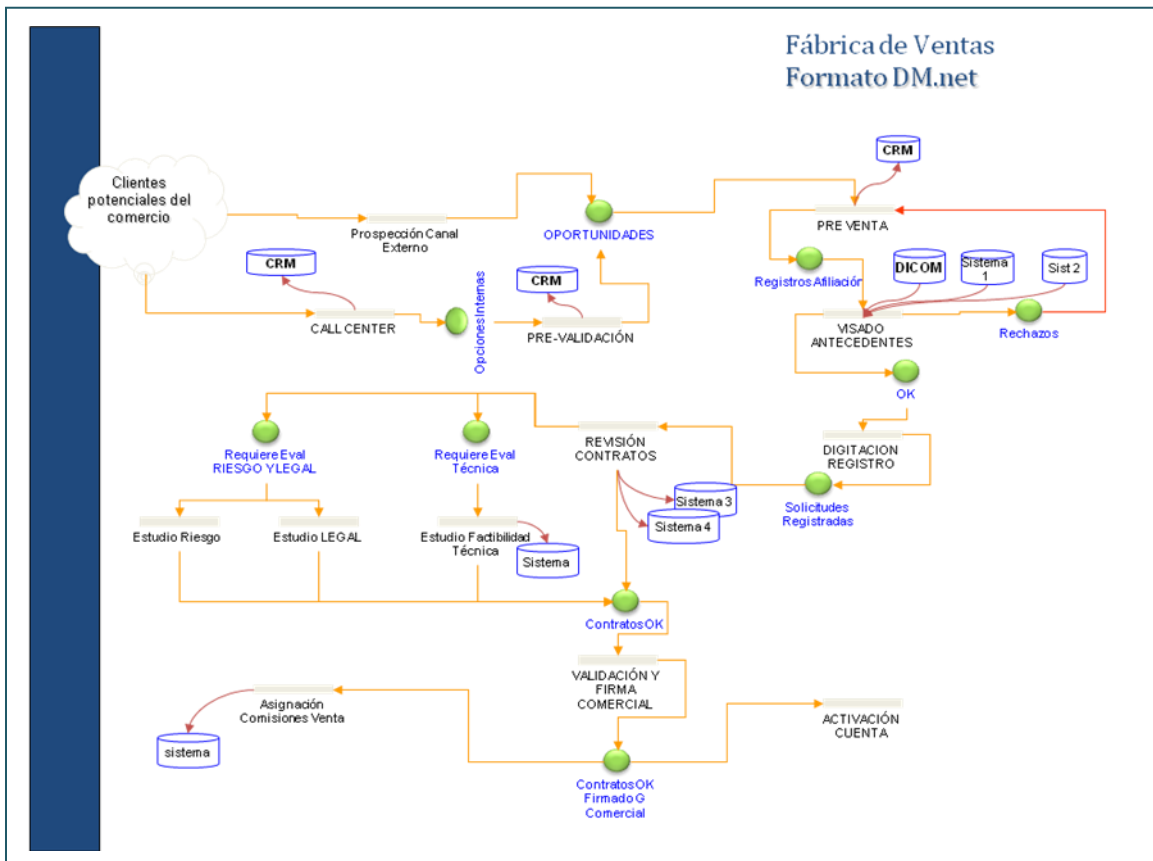 Fábrica de Ventas
Formato DM.net
CRM
Clientes
potenciales del
comercio
Prospección Canal
Externo
OPORTUNIDADES
PRE VENTA
CRM
CRM
Opciones Internas
Registros Afiliación
DICOM
Sistema
1
Sist 2
CALL CENTER
PRE-VALIDACIÓN
VISADO
ANTECEDENTES
Rechazos
OK
Requiere Eval
RIESGO Y LEGAL
Requiere Eval
Técnica
REVISIÓN
CONTRATOS
DIGITACION
REGISTRO
Sistema 3
Sistema 4
Solicitudes
Registradas
Estudio Riesgo
Estudio LEGAL
Estudio Factibilidad
Técnica
Sistema
Contratos OK
VALIDACIÓN Y
FIRMA
COMERCIAL
Asignación
Comisiones Venta
sistema
ACTIVACIÓN
CUENTA
Contratos OK
Firmado G
Comercial